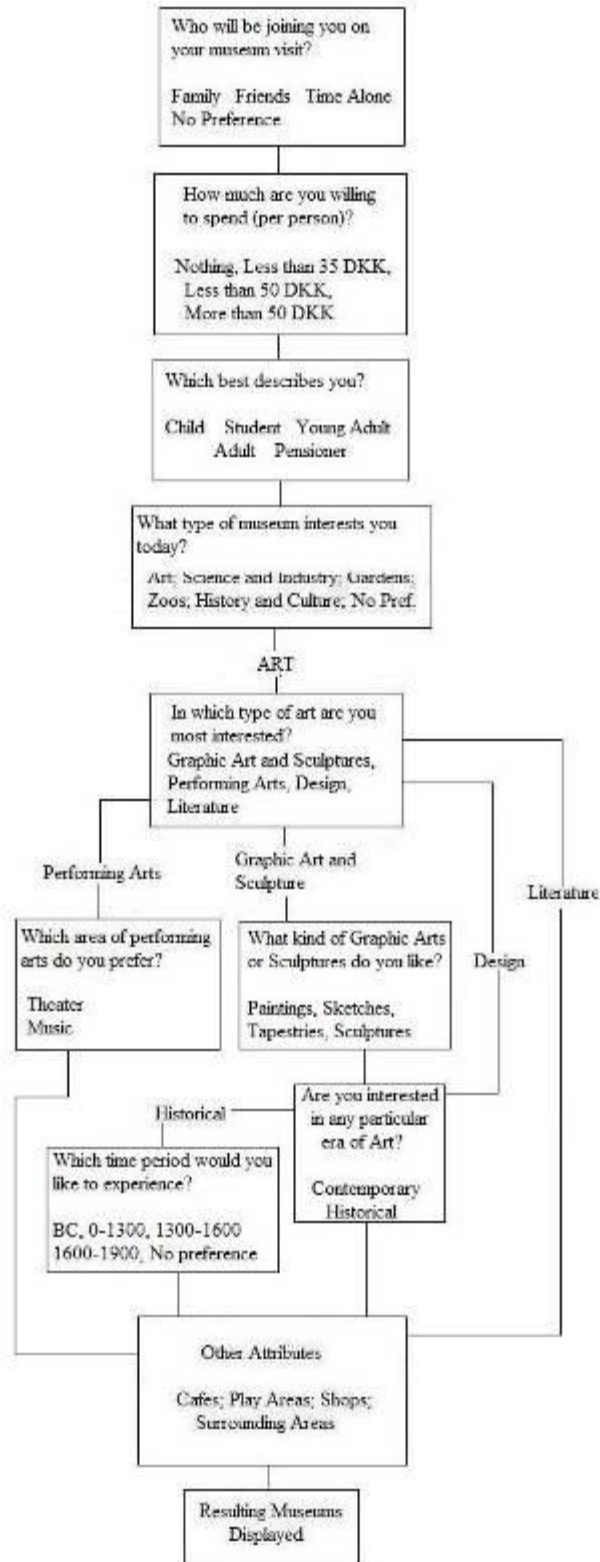 Who will be joining you on
your museum visit?
Family Friends Time Alone
No Preference
How much are you willing
to spend (per person)?
Nothing, Less than 35 DKK,
Less than 50 DKK,
More than 50 DKK
Which best describes you?
Child Student Young Adult
Adult Pensioner
What type of museum interests you
today?
Art; Science and Industry; Gardens;
Zoos; History and Culture; No Pref.
ART
In which type of art are you
most interested?
Graphic Art and Sculptures,
Performing Arts, Design,
Literature
Performing Arts
Graphic Art and
Sculpture
Literature
Design
Which area of performing
arts do you prefer?
Theater
Music
What kind of Graphic Arts
or Sculptures do you like?
Paintings, Sketches,
Tapestries, Sculptures
Are you interested
in any particular
era of Art?
Contemporary
Historical
Historical
Which time period would you
like to experience?
BC, 0-1300, 1300-1600
1600-1900, No preference
Other Attributes
Cafes; Play Areas; Shops;
Surrounding Areas
Resulting Museums
Displayed